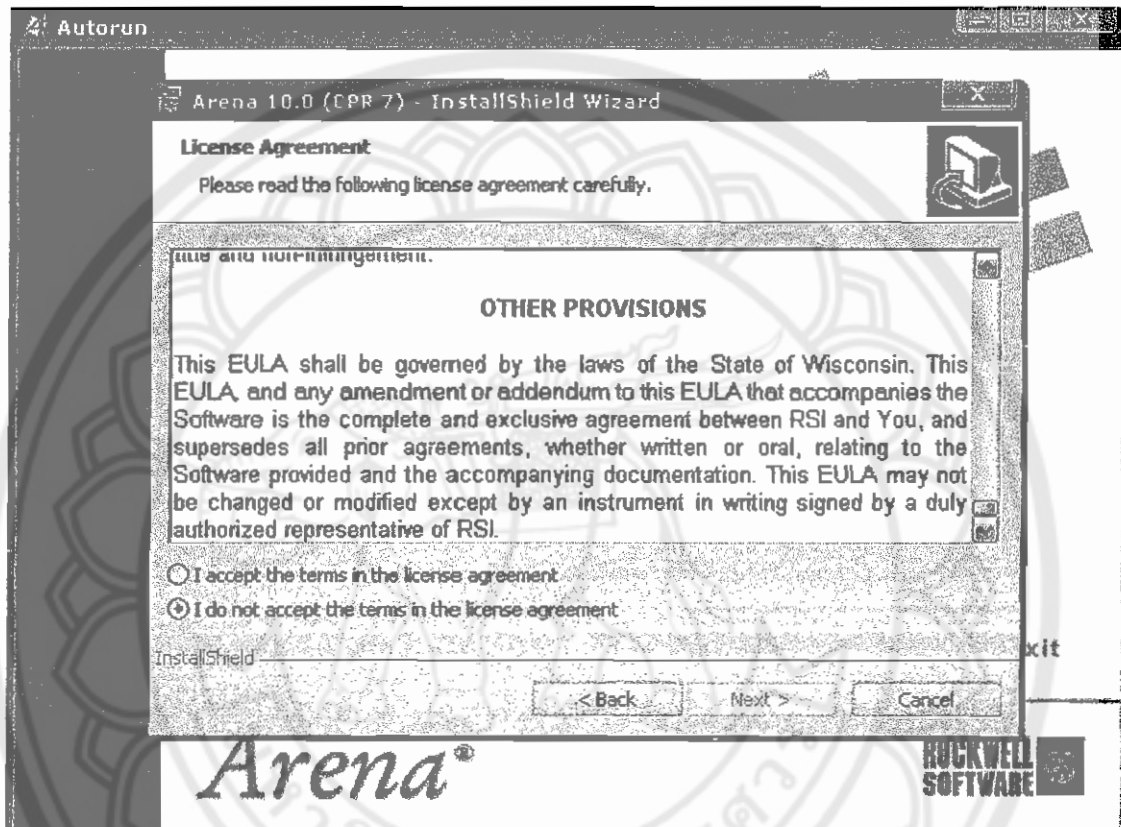 Autorun
Arena 10.0 (CPR 7) - InstallShield Wizard
License Agreement
Please read the following license agreement carefully.
title and non-infringement.
OTHER PROVISIONS
This EULA shall be governed by the laws of the State of Wisconsin. This
EULA, and any amendment or addendum to this EULA that accompanies the
Software is the complete and exclusive agreement between RSI and You, and
supersedes all prior agreements, whether written or oral, relating to the
Software provided and the accompanying documentation. This EULA may not
be changed or modified except by an instrument in writing signed by a duly
authorized representative of RSI.
I accept the terms in the license agreement
I do not accept the terms in the license agreement
InstallShield
xit
< Back
Next >
Cancel
Arena®
ROCKWELL
SOFTWARE